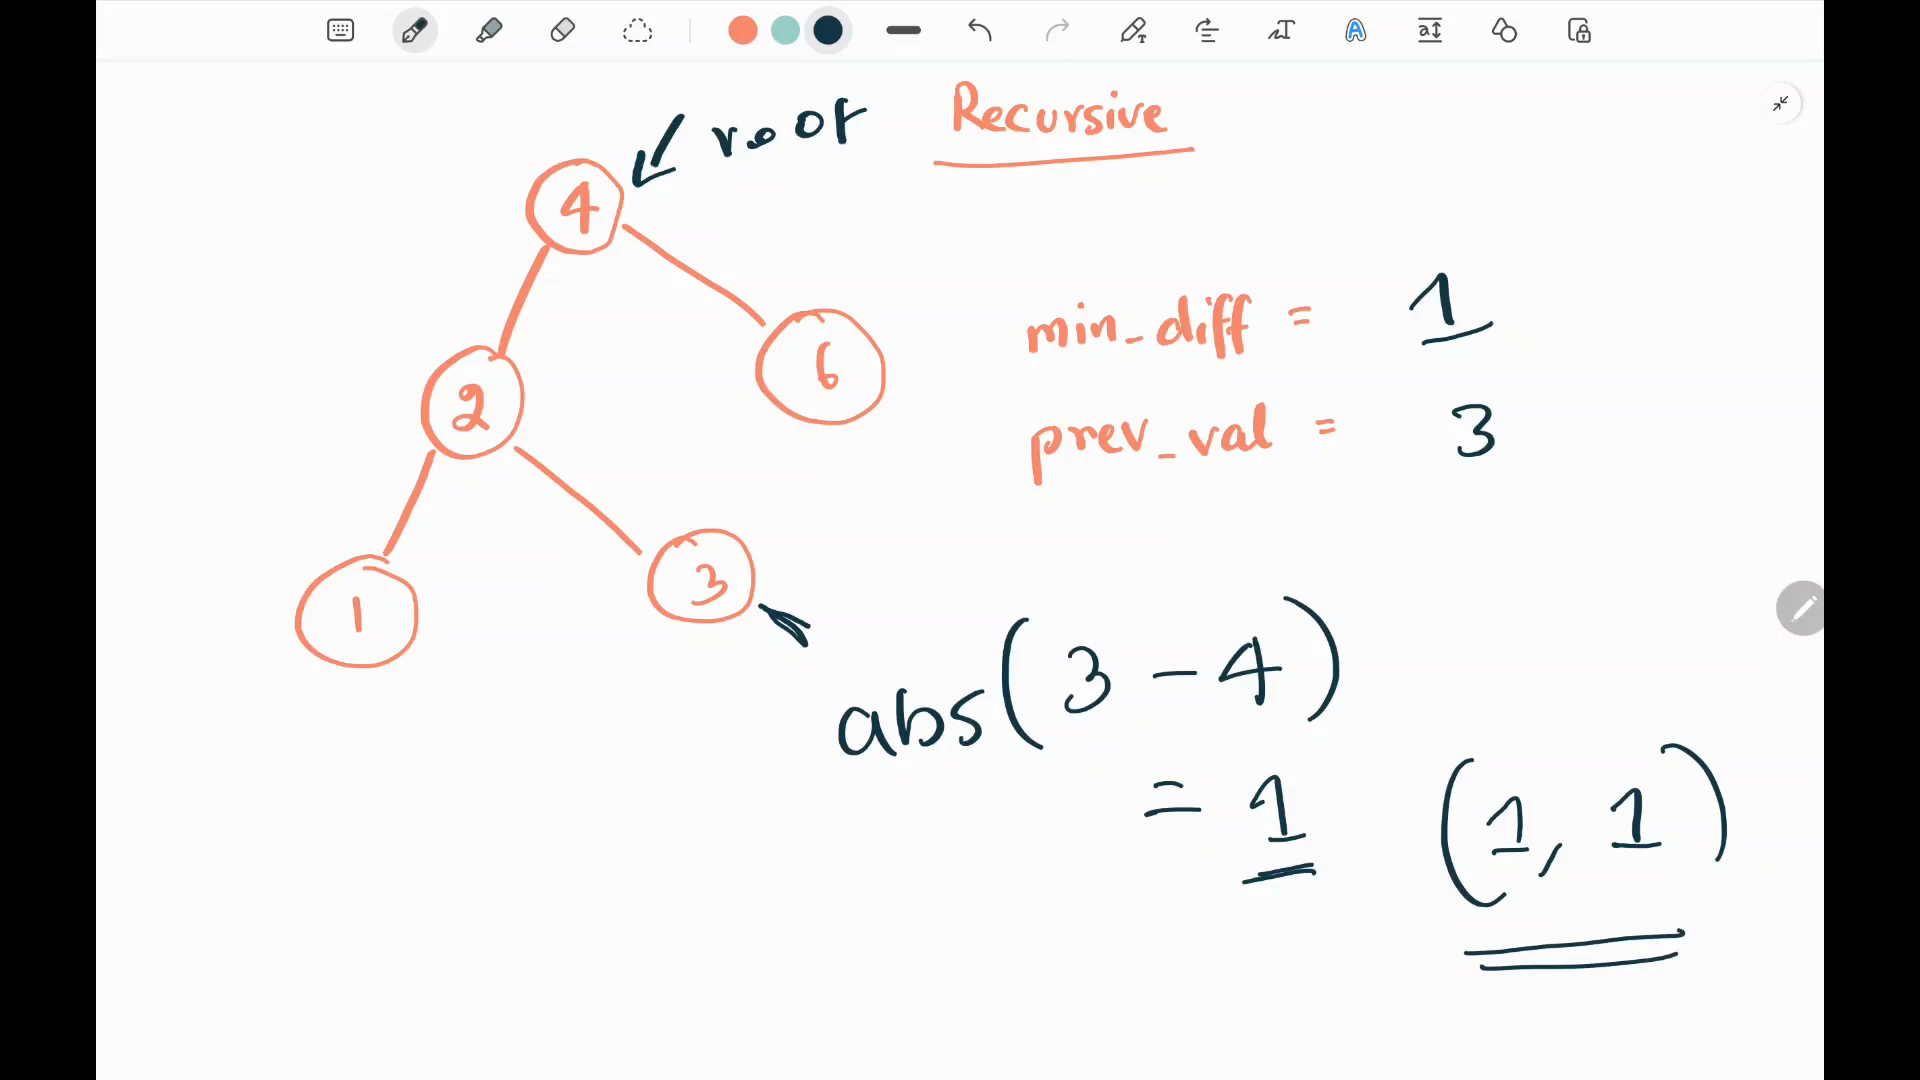 Recursive
root
4
min_diff = 1
6
2
prev_val = 3
3
1
abs(3-4)
= 1
(1, 1)